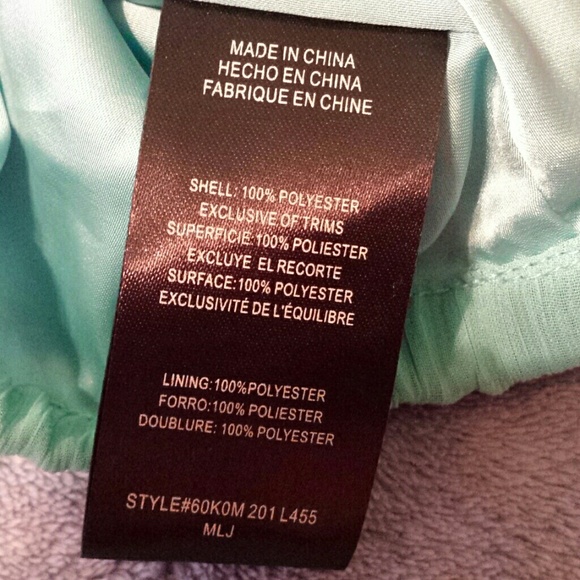 MADE IN CHINA
HECHO EN CHINA
FABRIQUE EN CHINE
SHELL: 100% POLYESTER
EXCLUSIVE OF TRIMS
SUPERFICIE:100% POLIESTER
EXCLUYE EL RECORTE
SURFACE:100% POLYESTER
EXCLUSIVITÉ DE L'ÉQUILIBRE
LINING:100%POLYESTER
FORRO:100% POLIESTER
DOUBLURE: 100% POLYESTER
STYLE#60K0M 201 L455
MLJ